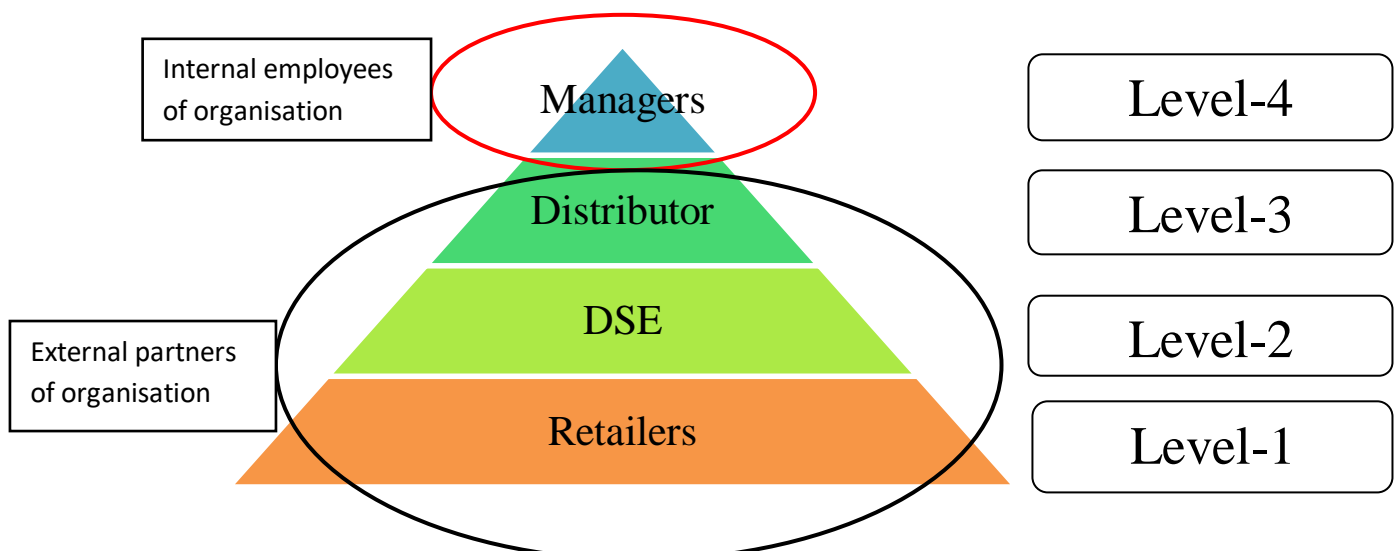 Internal employees
of organisation
Managers
Level-4
Distributor
Level-3
DSE
Level-2
External partners
of organisation
Retailers
Level-1